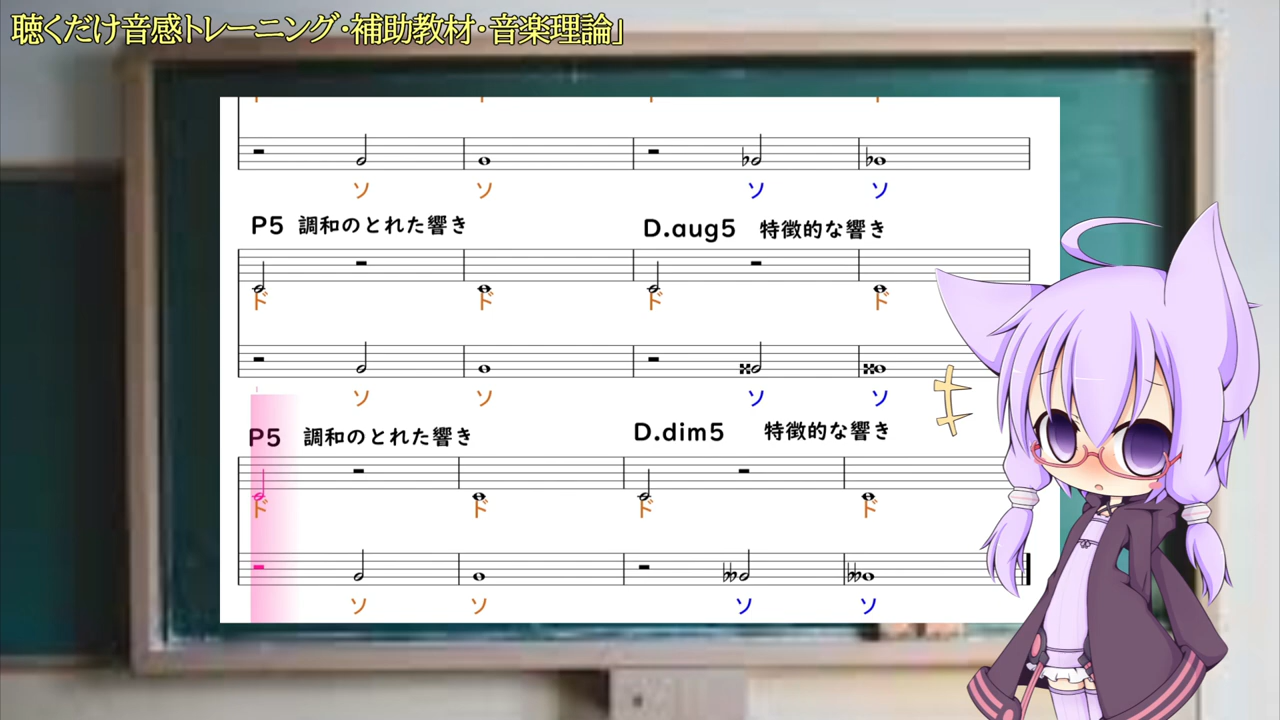 聴くだけ音感トレーニング・補助教材・音楽理論」
ソ ソ ソ ソ
P5 調和のとれた響き D.aug5 特徴的な響き
ド ド ド ド
ソ ソ ソ ソ
P5 調和のとれた響き D.dim5 特徴的な響き
ド ド ド ド
ソ ソ ソ ソ